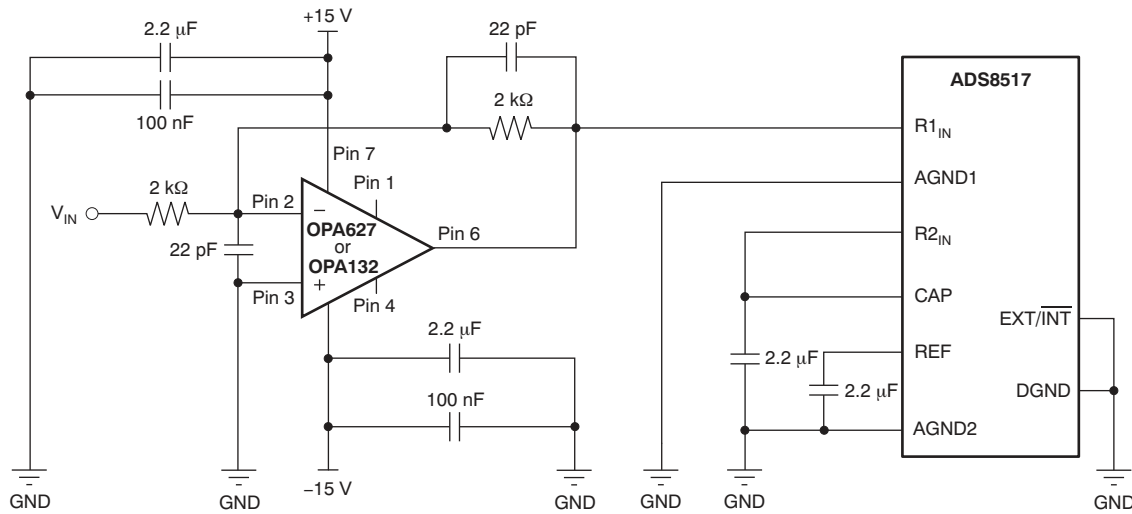 +15 V
2.2 μF
22 pF
100 nF
2 kΩ
ADS8517
R1IN
Pin 7
AGND1
Pin 1
2 kΩ
VIN
Pin 2
−
OPA627
or
OPA132
+
Pin 6
R2IN
22 pF
Pin 3
Pin 4
CAP
EXT/I̅N̅T̅
2.2 μF
2.2 μF
REF
2.2 μF
DGND
100 nF
AGND2
GND
GND
−15 V
GND
GND
GND
GND